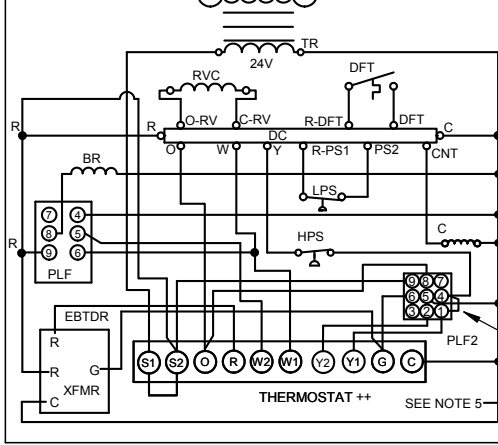 TR
24V
RVC
DFT
O-RV
C-RV
R-DFT
DFT
R
R
DC
C
O
W
Y
R-PS1
PS2
CNT
BR
LPS
C
HPS
7
4
8
5
R
9
6
PLF
9
8
7
6
5
4
3
2
1
PLF2
EBTDR
R
R
G
XFMR
C
S1
S2
O
R
W2
W1
Y2
Y1
G
C
THERMOSTAT ++
SEE NOTE 5